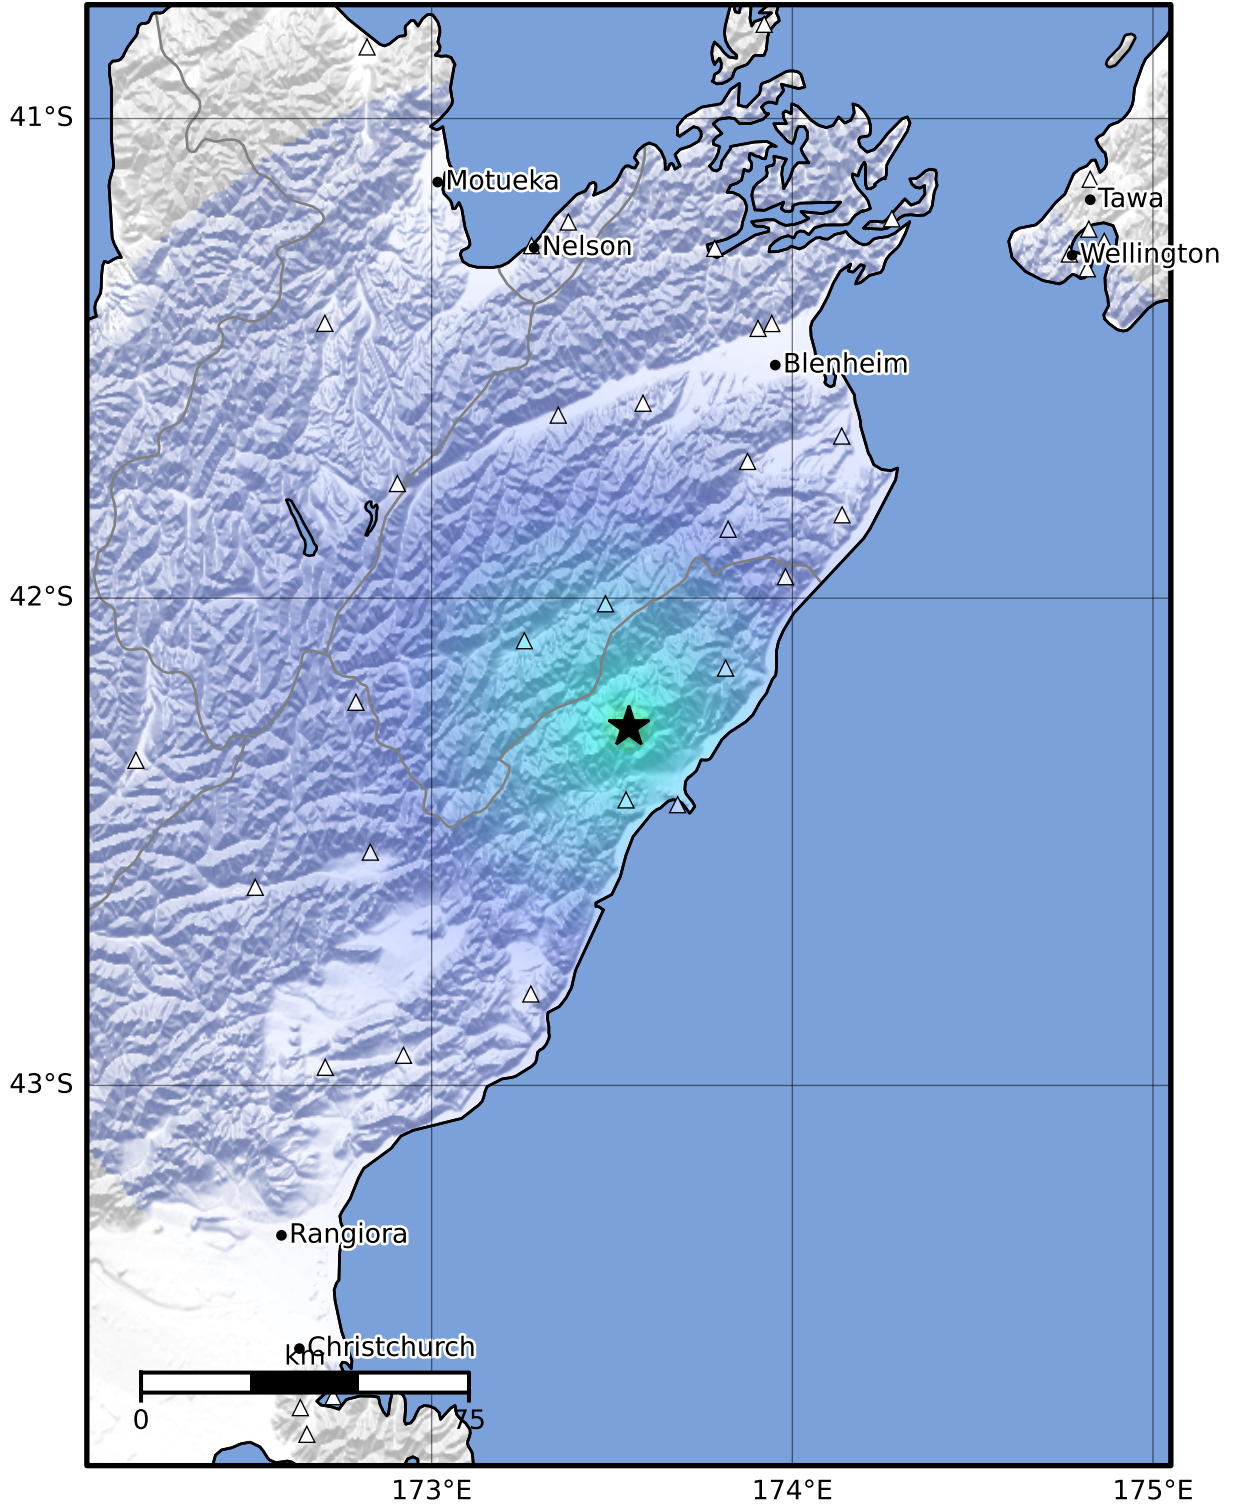 41°S
Motueka
Tawa
Nelson
Wellington
Blenheim
42°S
43°S
Rangiora
Christchurch
km
0
75
173°E
174°E
175°E